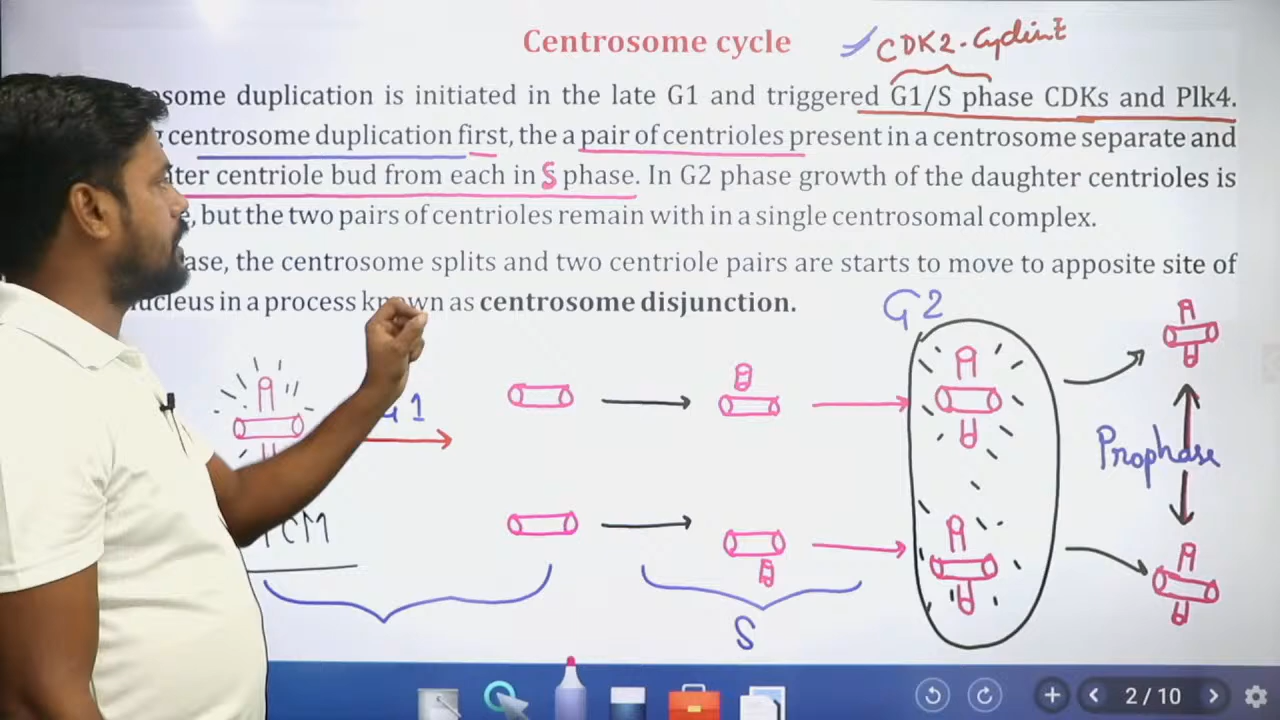 Centrosome cycle
CDK2-Cyclin E
some duplication is initiated in the late G1 and triggered G1/S phase CDKs and Plk4.
centrosome duplication first, the a pair of centrioles present in a centrosome separate and
ter centriole bud from each in S phase. In G2 phase growth of the daughter centrioles is
, but the two pairs of centrioles remain with in a single centrosomal complex.
ase, the centrosome splits and two centriole pairs are starts to move to apposite site of
ucleus in a process known as centrosome disjunction.
G2
1
Prophase
CM
S
2 / 10